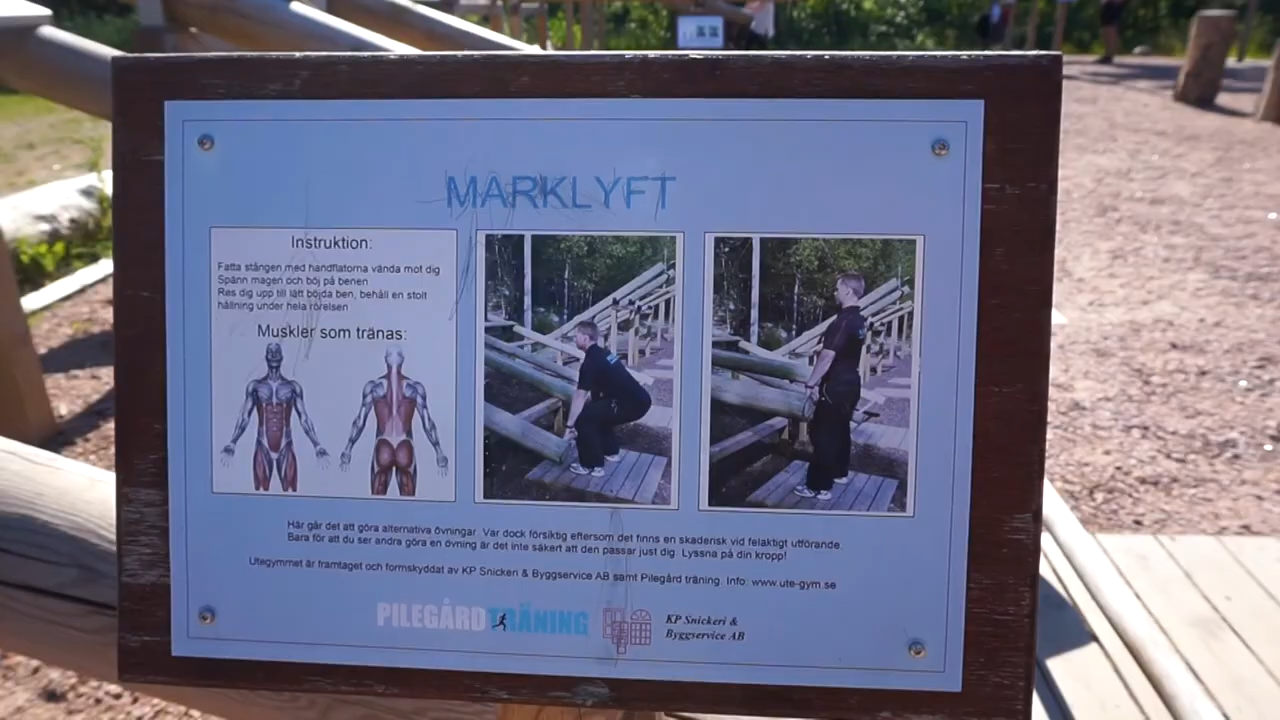 MARKLYFT
Instruktion:
Fatta stången med handflatorna vända mot dig
Spänn magen och böj på benen
Res dig upp till lätt böjda ben, behåll en stolt
hållning under hela rörelsen
Muskler som tränas:
Här går det att göra alternativa övningar. Var dock försiktig eftersom det finns en skaderisk vid felaktigt utförande.
Bara för att du ser andra göra en övning är det inte säkert att den passar just dig. Lyssna på din kropp!
Utegymmet är framtaget och formskyddat av KP Snickeri & Byggservice AB samt Pilegård träning. Info: www.ute-gym.se
PILEGÅRDTRÄNING
KP Snickeri &
Byggservice AB